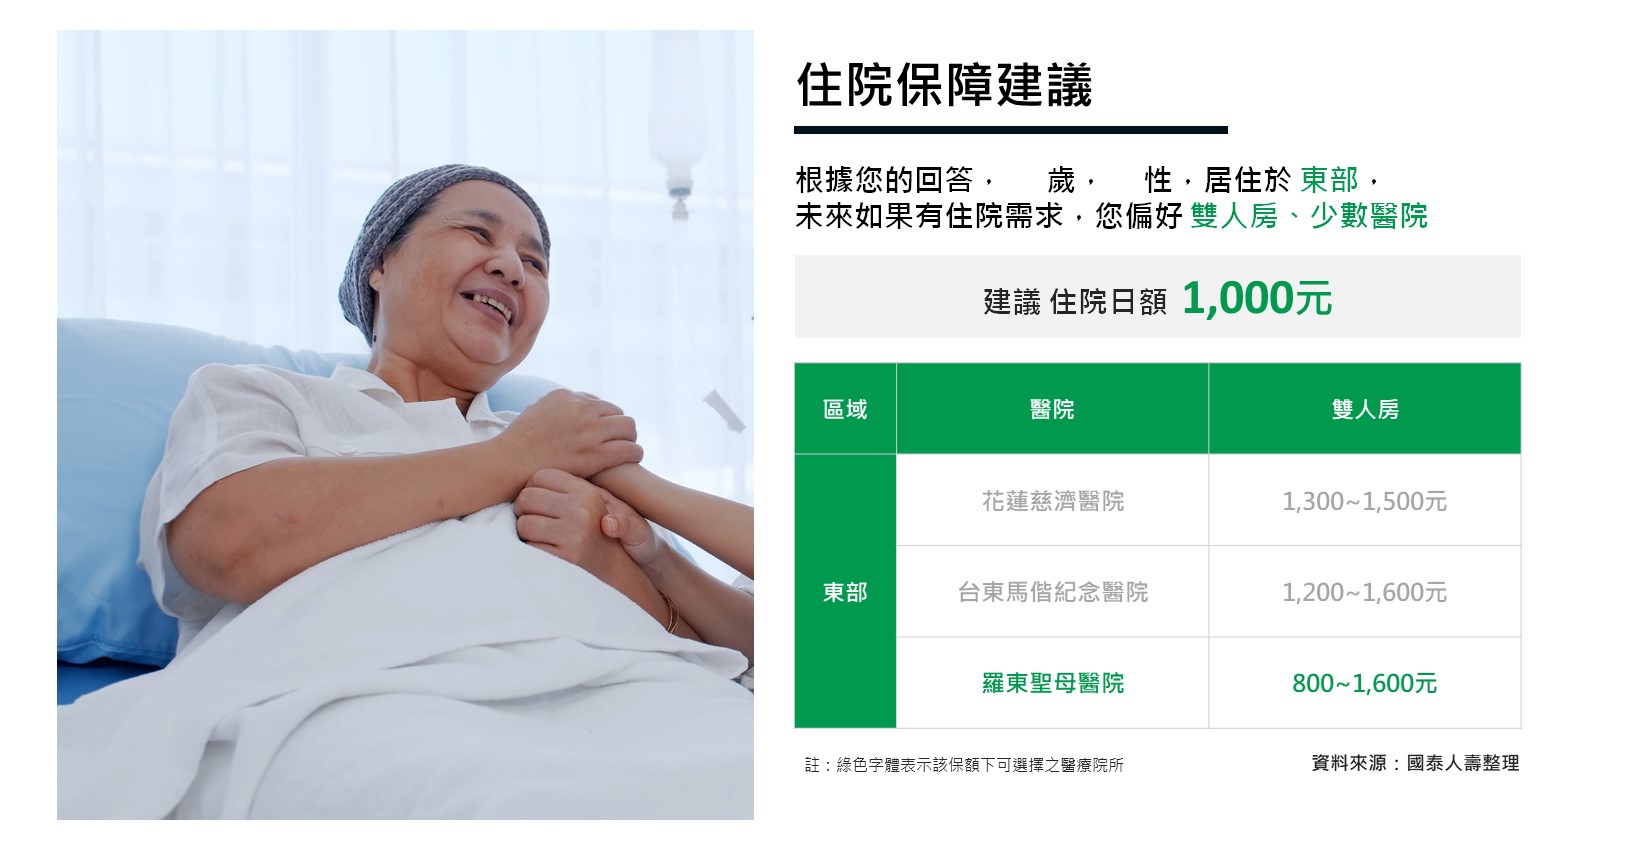 住院保障建議
根據您的回答， 歲， 性，居住於 東部，
未來如果有住院需求，您偏好 雙人房、少數醫院
建議 住院日額 1,000元
區域 醫院 雙人房
花蓮慈濟醫院 1,300~1,500元
東部 台東馬偕紀念醫院 1,200~1,600元
羅東聖母醫院 800~1,600元
註：綠色字體表示該保額下可選擇之醫療院所
資料來源：國泰人壽整理